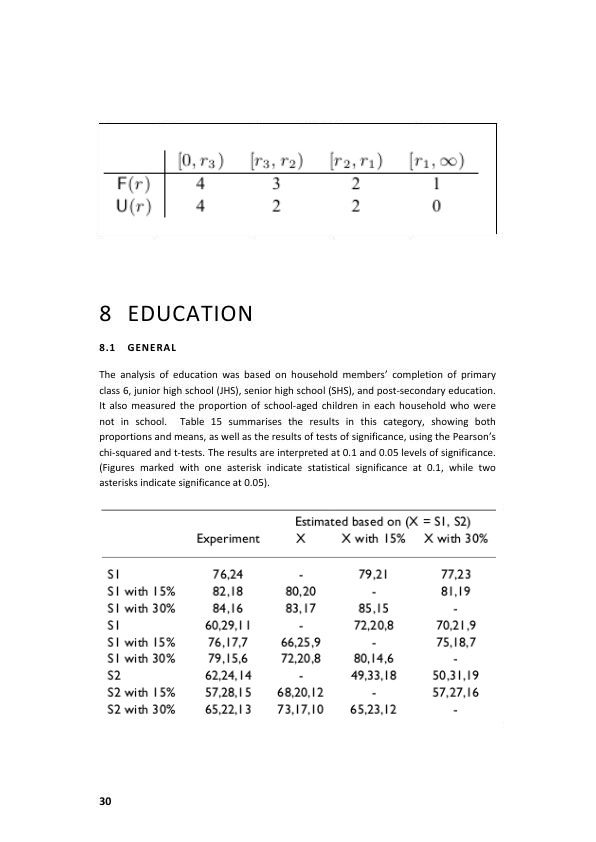 [0, r₃) [r₃, r₂) [r₂, r₁) [r₁, ∞)
F(r) 4 3 2 1
U(r) 4 2 2 0
8 EDUCATION
8.1 GENERAL
The analysis of education was based on household members’ completion of primary
class 6, junior high school (JHS), senior high school (SHS), and post-secondary education.
It also measured the proportion of school-aged children in each household who were
not in school. Table 15 summarises the results in this category, showing both
proportions and means, as well as the results of tests of significance, using the Pearson’s
chi-squared and t-tests. The results are interpreted at 0.1 and 0.05 levels of significance.
(Figures marked with one asterisk indicate statistical significance at 0.1, while two
asterisks indicate significance at 0.05).
Estimated based on (X = S1, S2)
Experiment X X with 15% X with 30%
S1 76,24 - 79,21 77,23
S1 with 15% 82,18 80,20 - 81,19
S1 with 30% 84,16 83,17 85,15 -
S1 60,29,11 - 72,20,8 70,21,9
S1 with 15% 76,17,7 66,25,9 - 75,18,7
S1 with 30% 79,15,6 72,20,8 80,14,6 -
S2 62,24,14 - 49,33,18 50,31,19
S2 with 15% 57,28,15 68,20,12 - 57,27,16
S2 with 30% 65,22,13 73,17,10 65,23,12 -
30